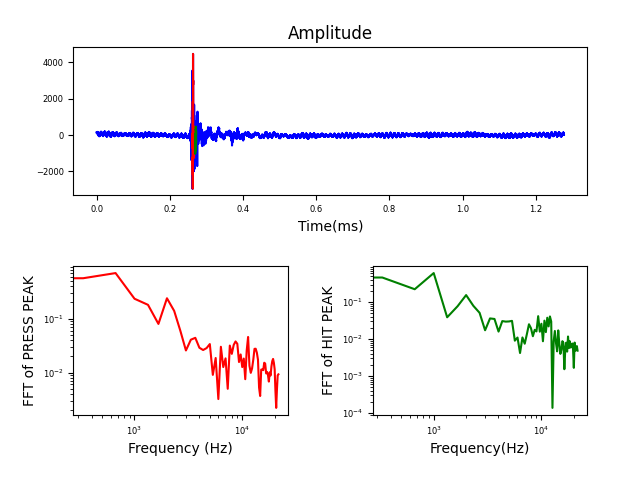 Amplitude
4000
2000
0
−2000
0.0 0.2 0.4 0.6 0.8 1.0 1.2
Time(ms)
FFT of PRESS PEAK
10⁻¹
10⁻²
10³ 10⁴
Frequency (Hz)
FFT of HIT PEAK
10⁻¹
10⁻²
10⁻³
10⁻⁴
10³ 10⁴
Frequency(Hz)